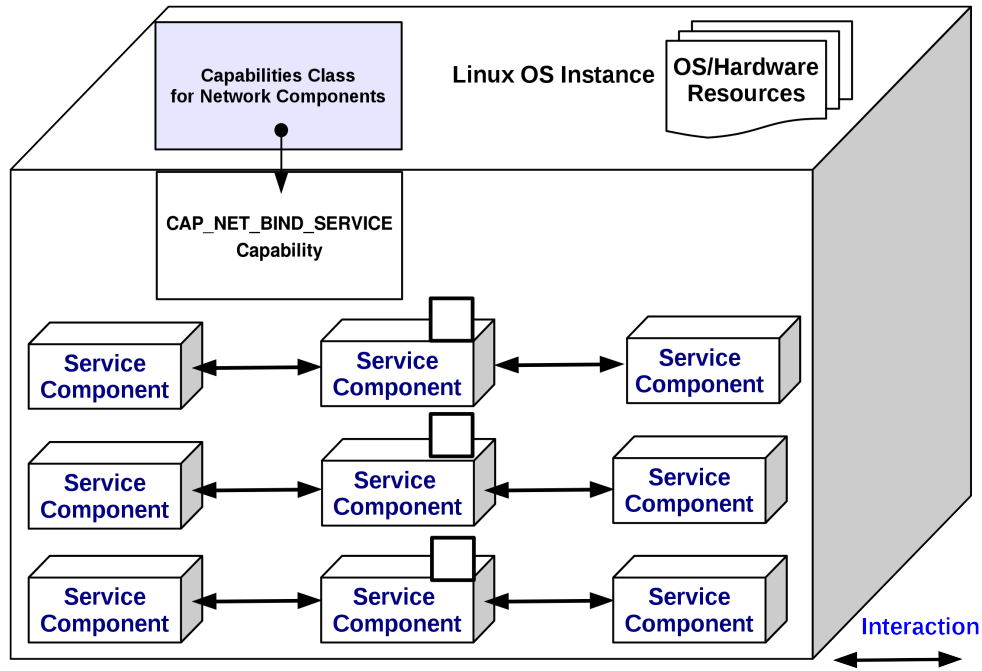 Capabilities Class
for Network Components
Linux OS Instance
OS/Hardware
Resources
CAP_NET_BIND_SERVICE
Capability
Service
Component
Service
Component
Service
Component
Service
Component
Service
Component
Service
Component
Service
Component
Service
Component
Service
Component
Interaction